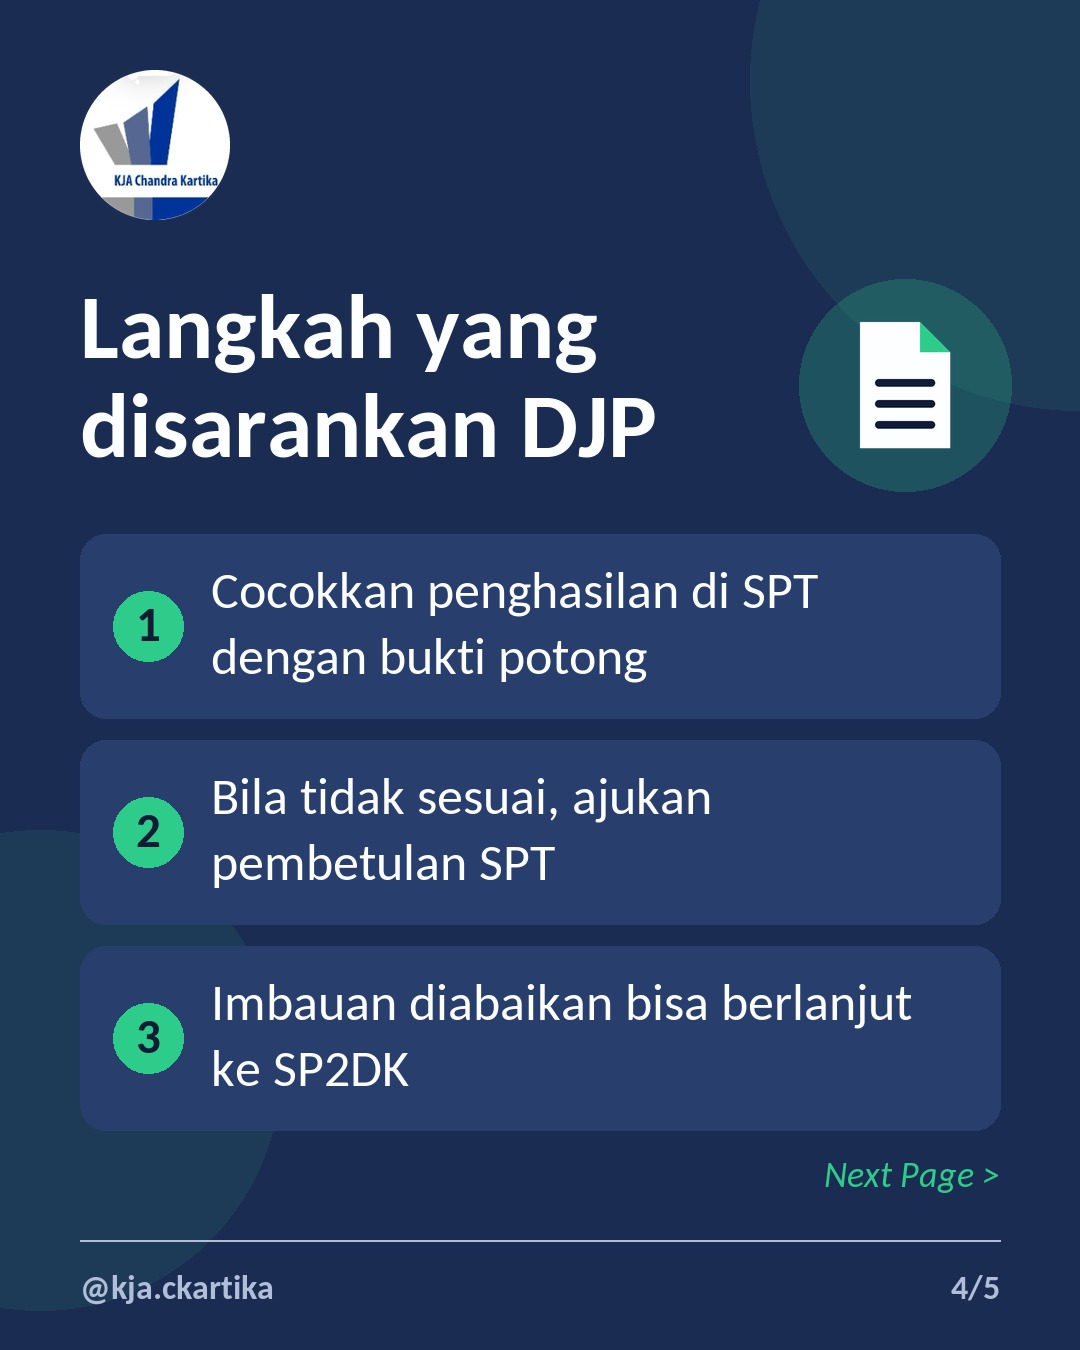 KJA Chandra Kartika
Langkah yang
disarankan DJP
1
Cocokkan penghasilan di SPT
dengan bukti potong
2
Bila tidak sesuai, ajukan
pembetulan SPT
3
Imbauan diabaikan bisa berlanjut
ke SP2DK
Next Page >
@kja.ckartika
4/5